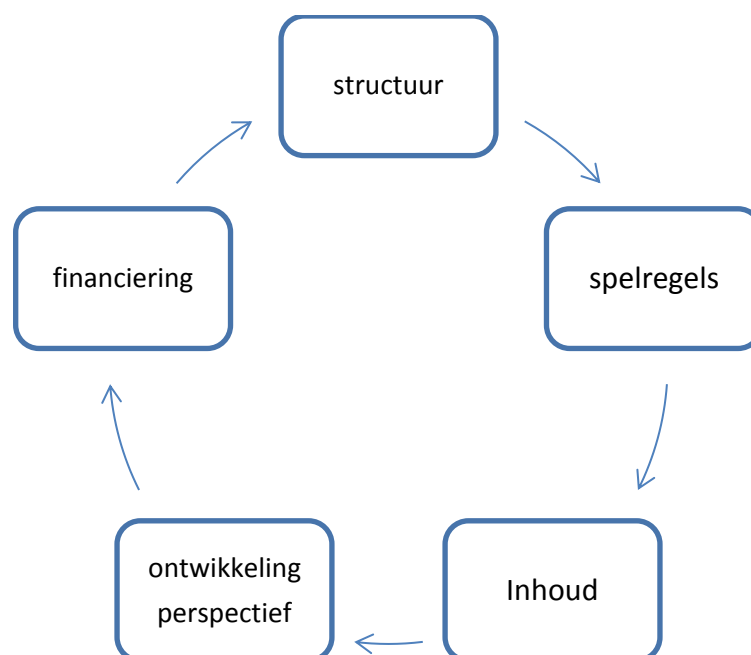 structuur
spelregels
Inhoud
ontwikkeling
perspectief
financiering